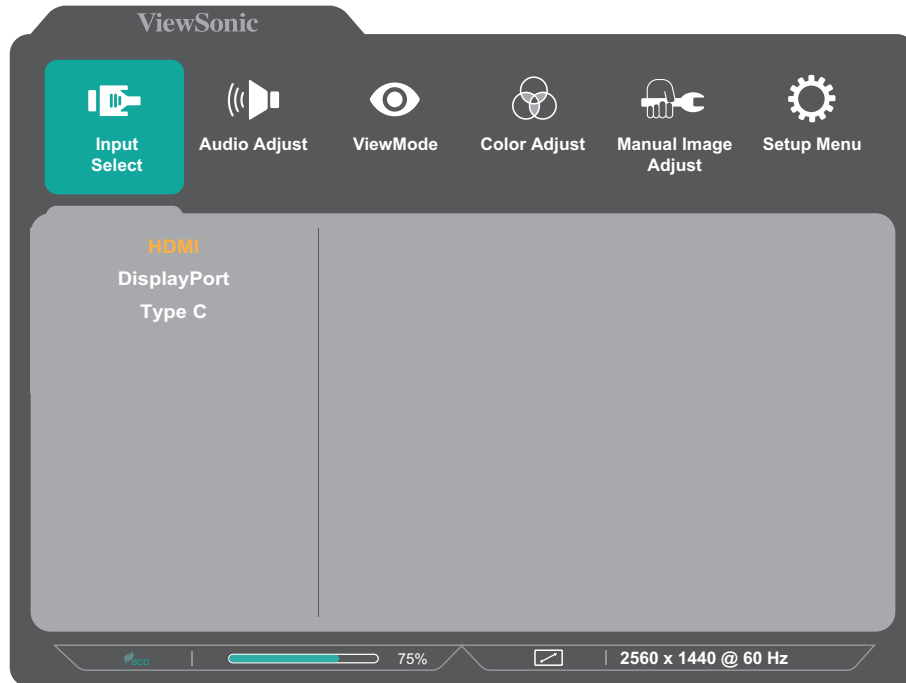 ViewSonic
Input
Select
Audio Adjust
ViewMode
Color Adjust
Manual Image
Adjust
Setup Menu
HDMI
DisplayPort
Type C
eco
75%
2560 x 1440 @ 60 Hz